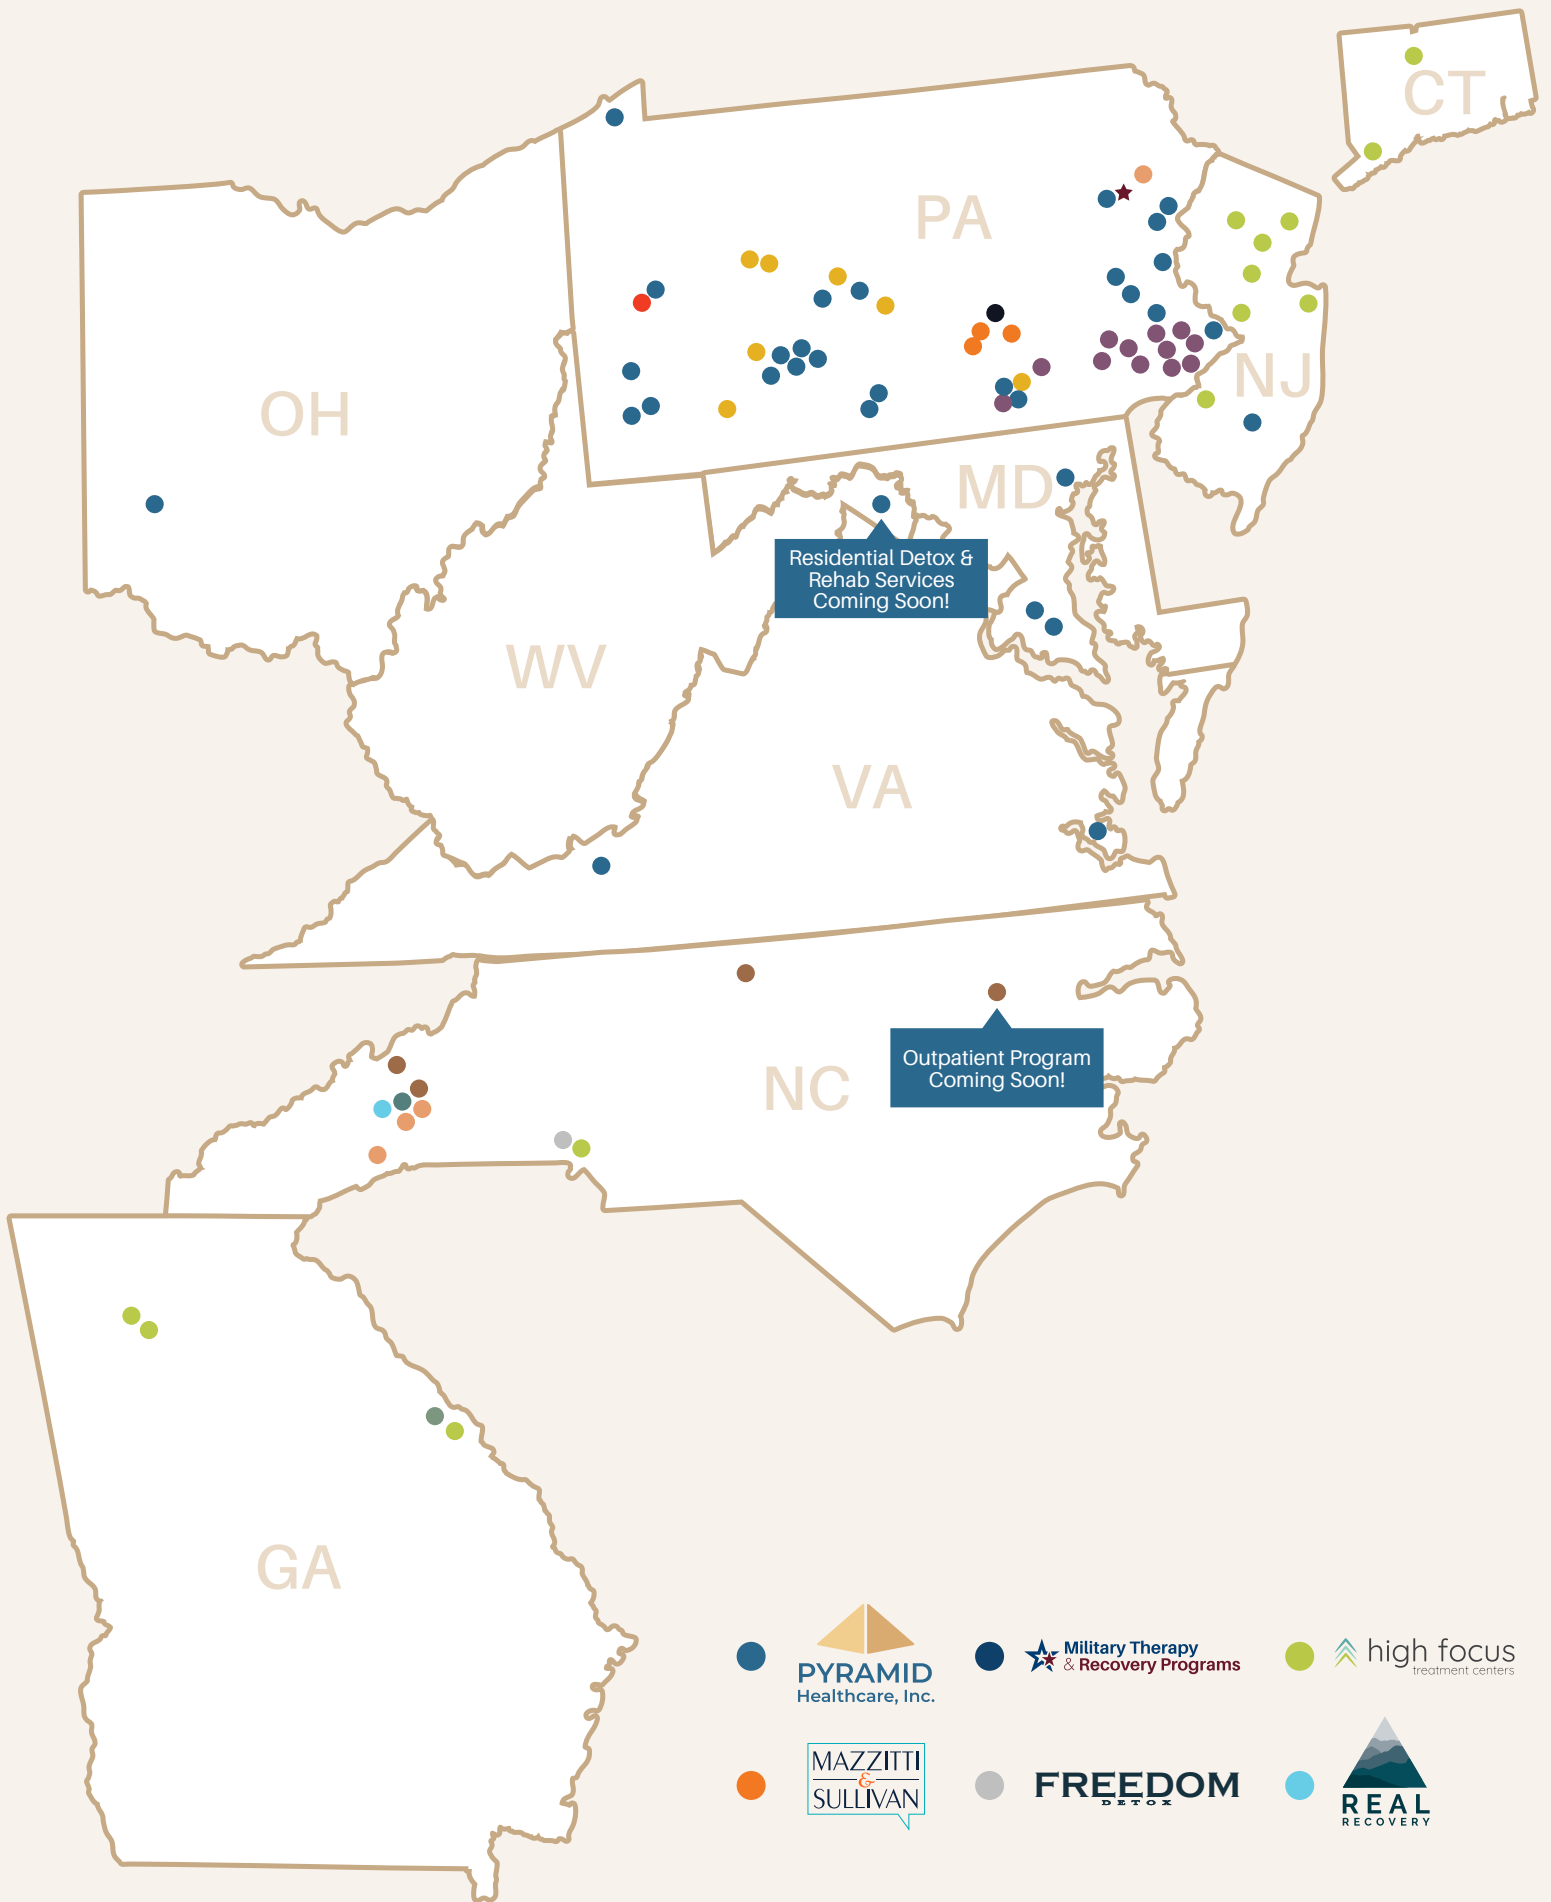 CT
PA
OH
NJ
MD
Residential Detox &
Rehab Services
Coming Soon!
WV
VA
NC
Outpatient Program
Coming Soon!
GA
PYRAMID
Healthcare, Inc.
Military Therapy
& Recovery Programs
high focus
treatment centers
MAZZITTI
&
SULLIVAN
FREEDOM
DETOX
REAL
RECOVERY